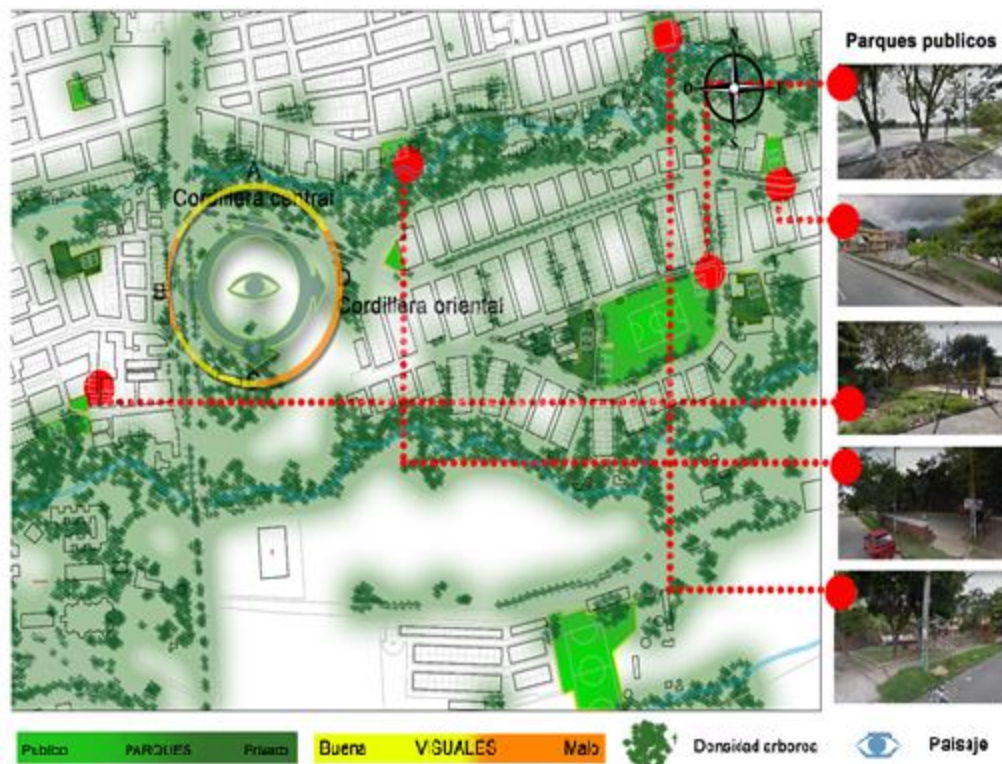 Parques publicos
N
E
S
A
Cordillera central
B
D
Cordillera oriental
C
Publico PARQUES Privado
Buena VISUALES Malo
Densidad arborea
Paisaje